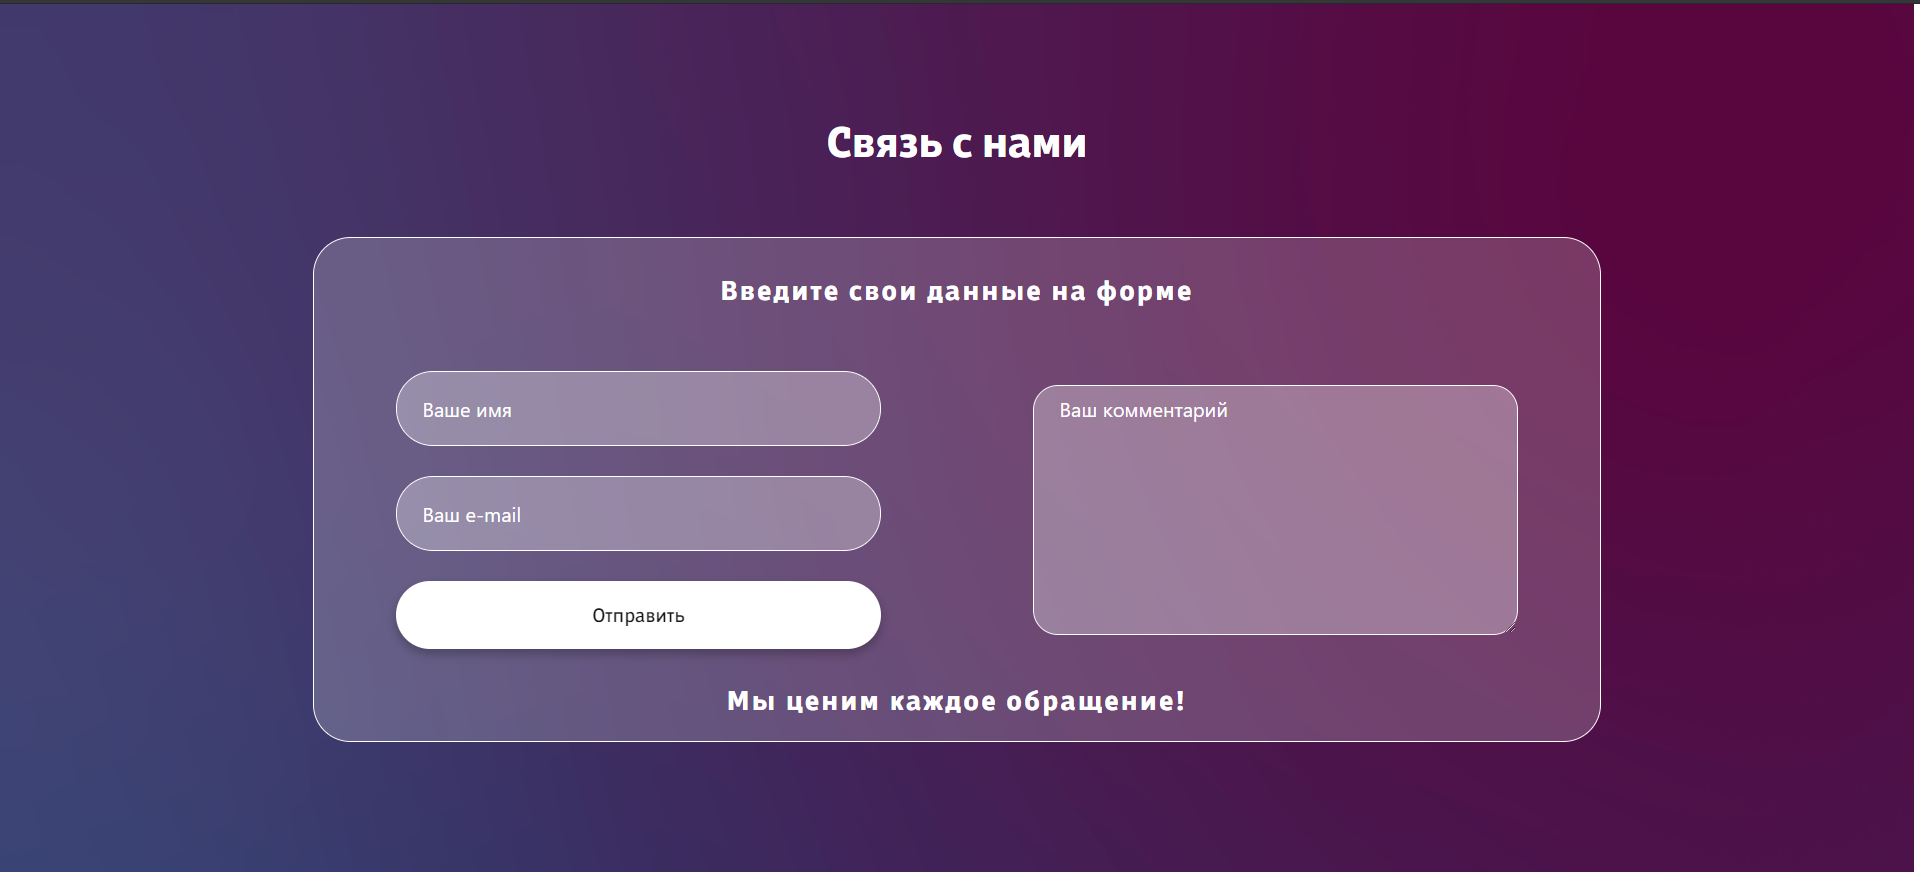 Связь с нами
Введите свои данные на форме
Ваше имя
Ваш e-mail
Отправить
Ваш комментарий
Мы ценим каждое обращение!